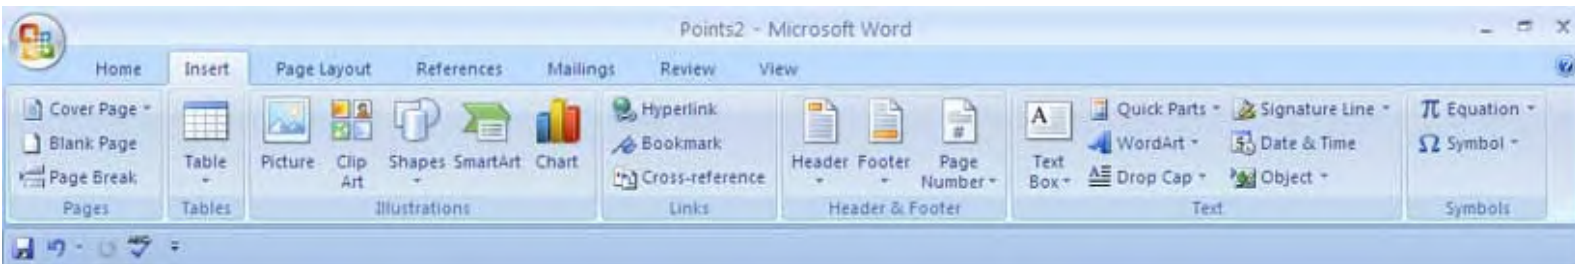 Points2 - Microsoft Word
Home Insert Page Layout References Mailings Review View
Cover Page
Blank Page
Page Break
Pages
Table
Tables
Picture
Clip
Art
Shapes
SmartArt
Chart
Illustrations
Hyperlink
Bookmark
Cross-reference
Links
Header
Footer
Page
Number
Header & Footer
A
Text
Box
Quick Parts
WordArt
Drop Cap
Signature Line
Date & Time
Object
Text
π Equation
Ω Symbol
Symbols
ABC